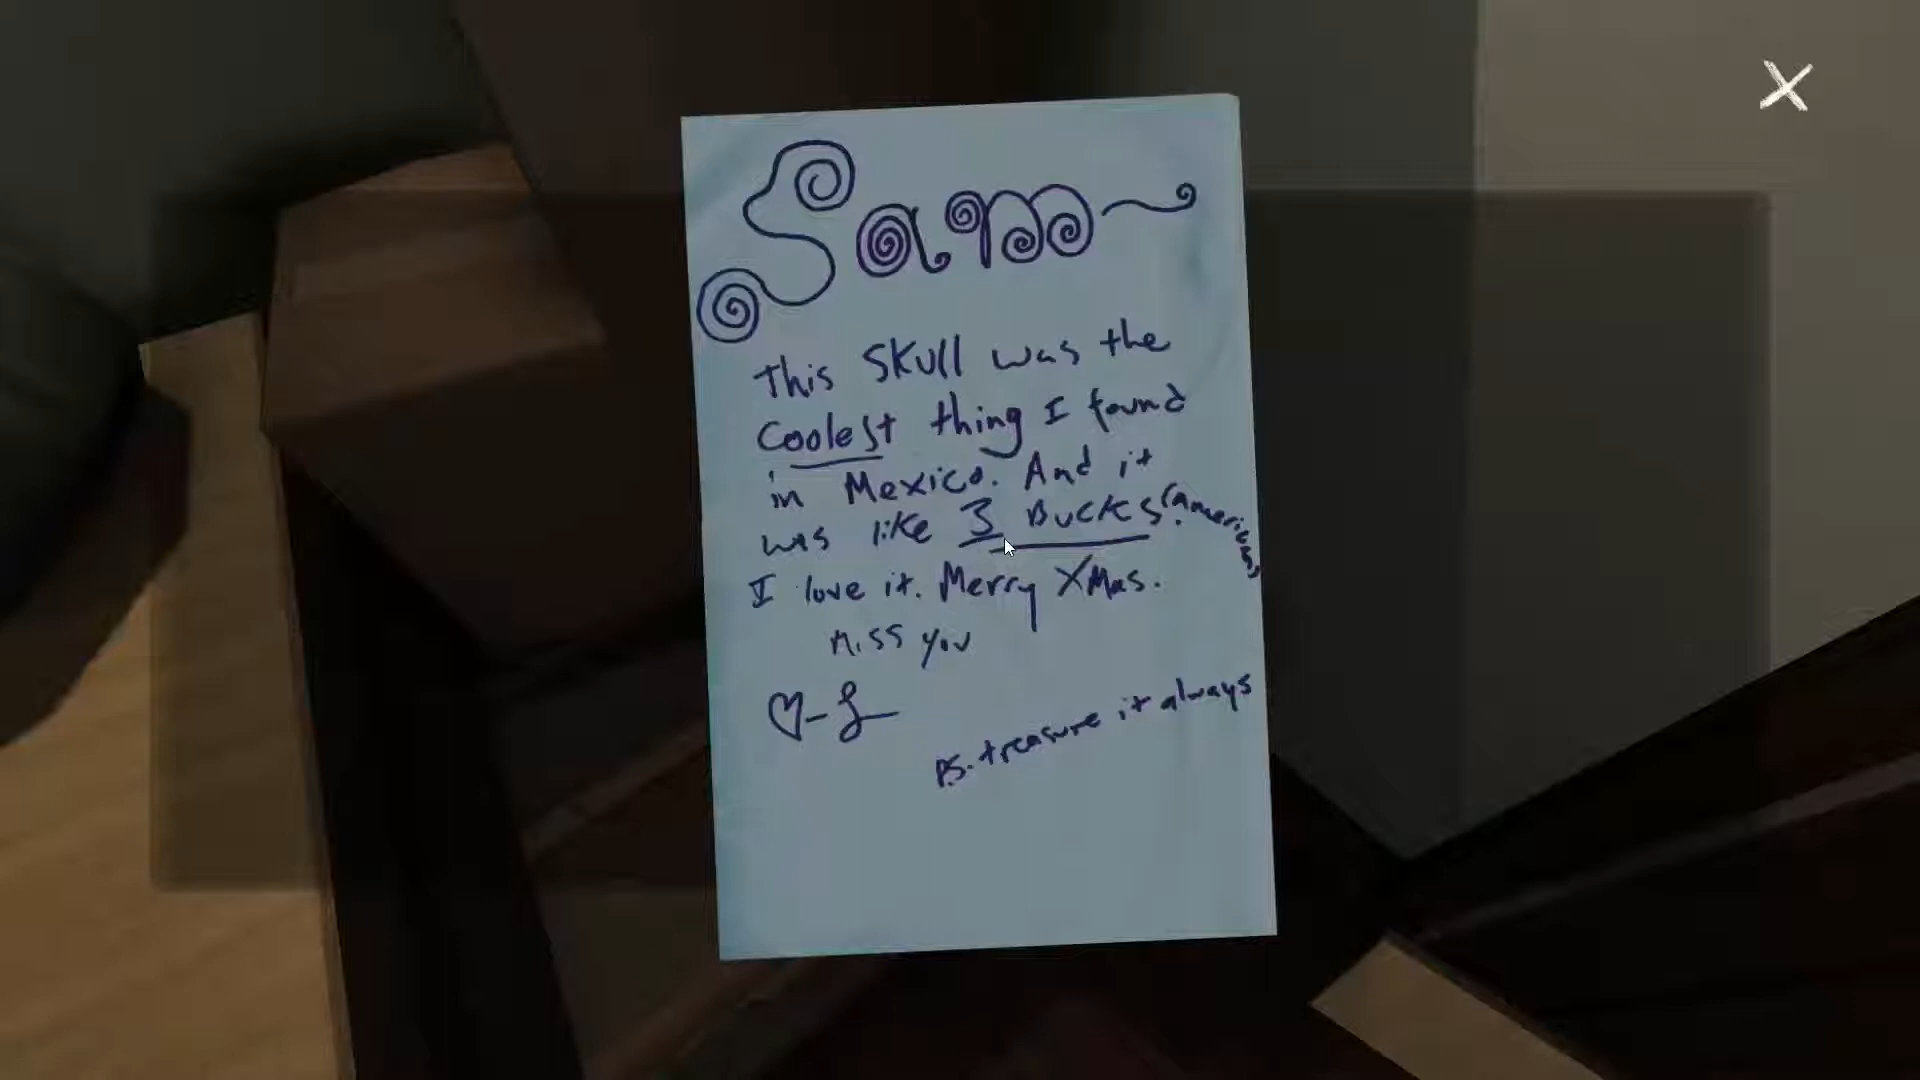 Sam
This Skull was the
Coolest thing I found
in Mexico. And it
was like 3 BUCKS. (american)
I love it. Merry XMas.
Miss you
♡-L
P.S. treasure it always